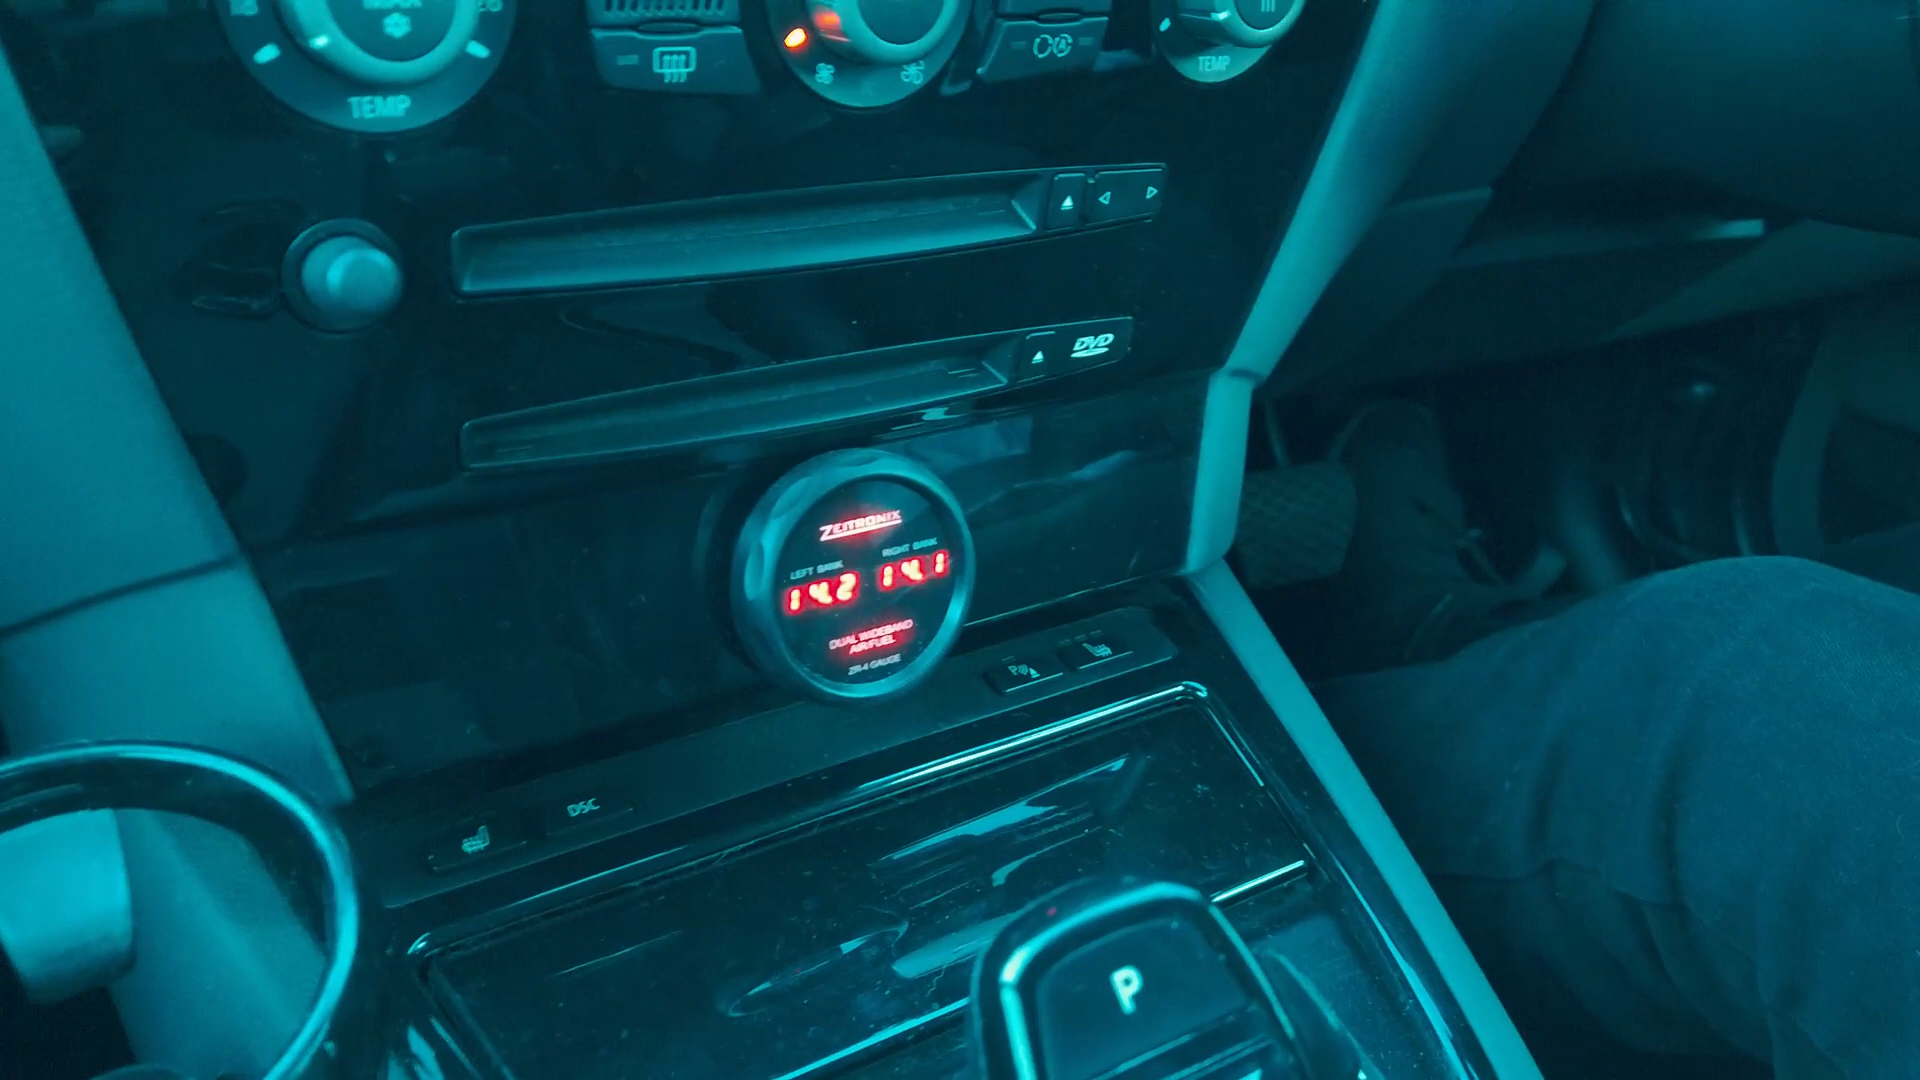 MAX
TEMP
TEMP
DVD
ZEITRONIX
RIGHT BANK
LEFT BANK
14.2 14.1
DUAL WIDEBAND
AIR/FUEL
ZR-4 GAUGE
P
DSC
P